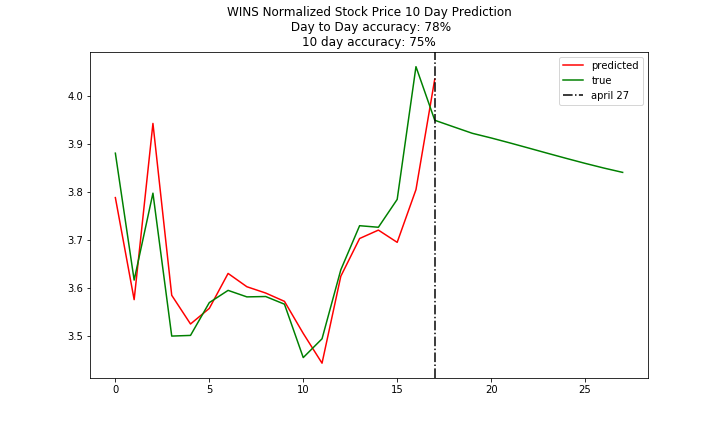 WINS Normalized Stock Price 10 Day Prediction
Day to Day accuracy: 78%
10 day accuracy: 75%
predicted
true
april 27
4.0
3.9
3.8
3.7
3.6
3.5
0 5 10 15 20 25